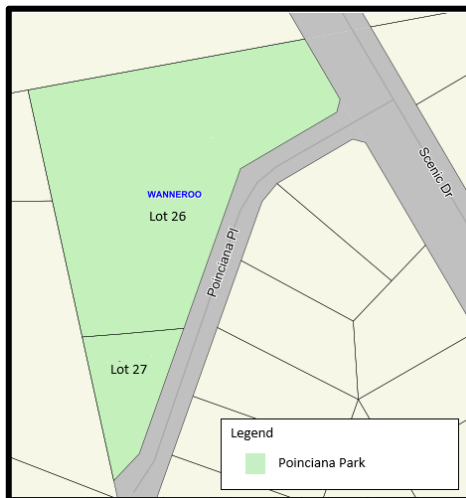 WANNEROO
Lot 26
Scenic Dr
Poinciana Pl
Lot 27
Legend
Poinciana Park